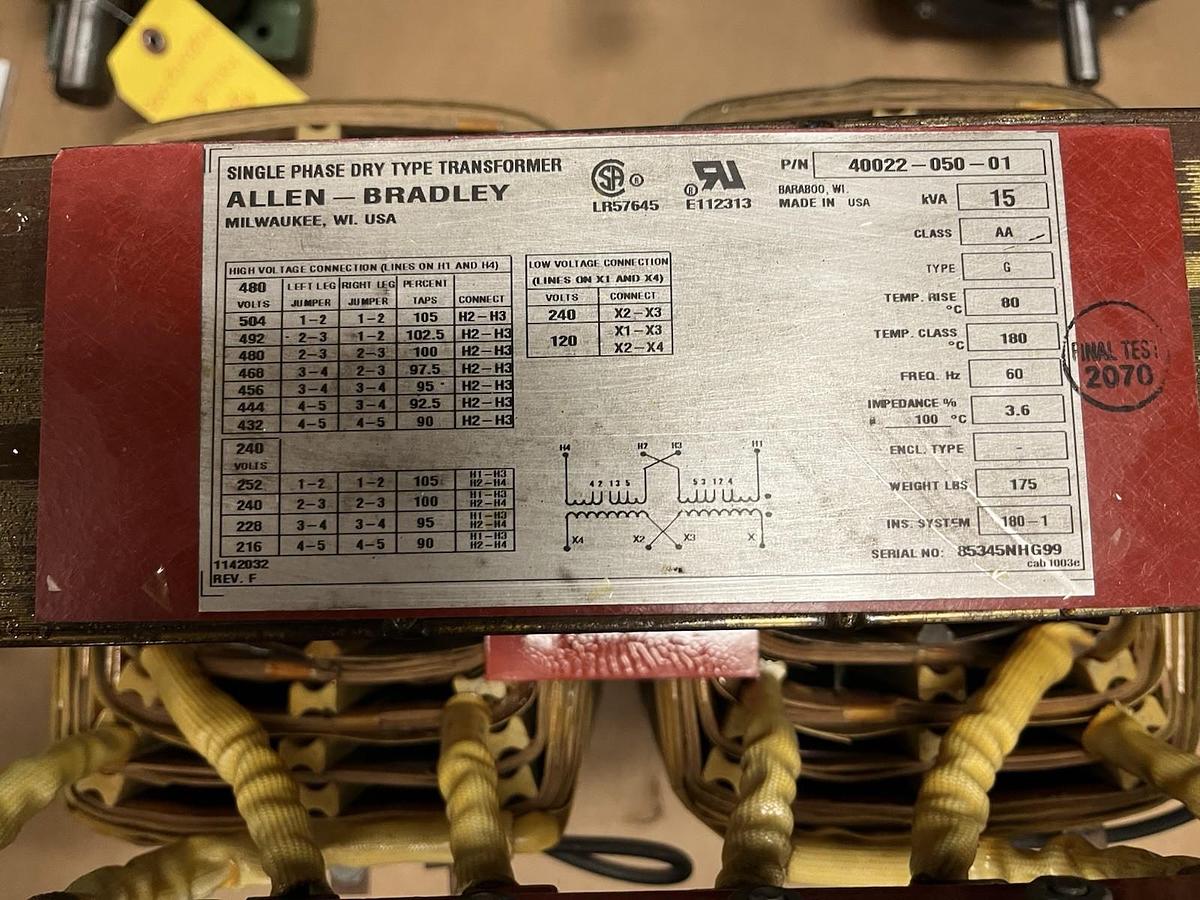 SINGLE PHASE DRY TYPE TRANSFORMER
ALLEN – BRADLEY
MILWAUKEE, WI. USA
SA ®
LR57645
® RU
E112313
P/N 40022-050-01
BARABOO, WI.
MADE IN USA
kVA 15
CLASS AA
TYPE G
TEMP. RISE °C 80
TEMP. CLASS °C 180
FREQ. Hz 60
IMPEDANCE %
@ 100 °C 3.6
ENCL. TYPE -
WEIGHT LBS 175
INS. SYSTEM 180-1
SERIAL NO: 85345NHG99
cab 1003e
HIGH VOLTAGE CONNECTION (LINES ON H1 AND H4)
480 VOLTS LEFT LEG JUMPER RIGHT LEG JUMPER PERCENT TAPS CONNECT
504 1-2 1-2 105 H2-H3
492 2-3 1-2 102.5 H2-H3
480 2-3 2-3 100 H2-H3
468 3-4 2-3 97.5 H2-H3
456 3-4 3-4 95 H2-H3
444 4-5 3-4 92.5 H2-H3
432 4-5 4-5 90 H2-H3
240 VOLTS
252 1-2 1-2 105 H1-H3 H2-H4
240 2-3 2-3 100 H1-H3 H2-H4
228 3-4 3-4 95 H1-H3 H2-H4
216 4-5 4-5 90 H1-H3 H2-H4
1142032
REV. F
LOW VOLTAGE CONNECTION
(LINES ON X1 AND X4)
VOLTS CONNECT
240 X2-X3
120 X1-X3
X2-X4
H4 H2 H3 H1
4 2 1 3 5 5 3 1 2 4
X4 X2 X3 X
FINAL TEST
2070